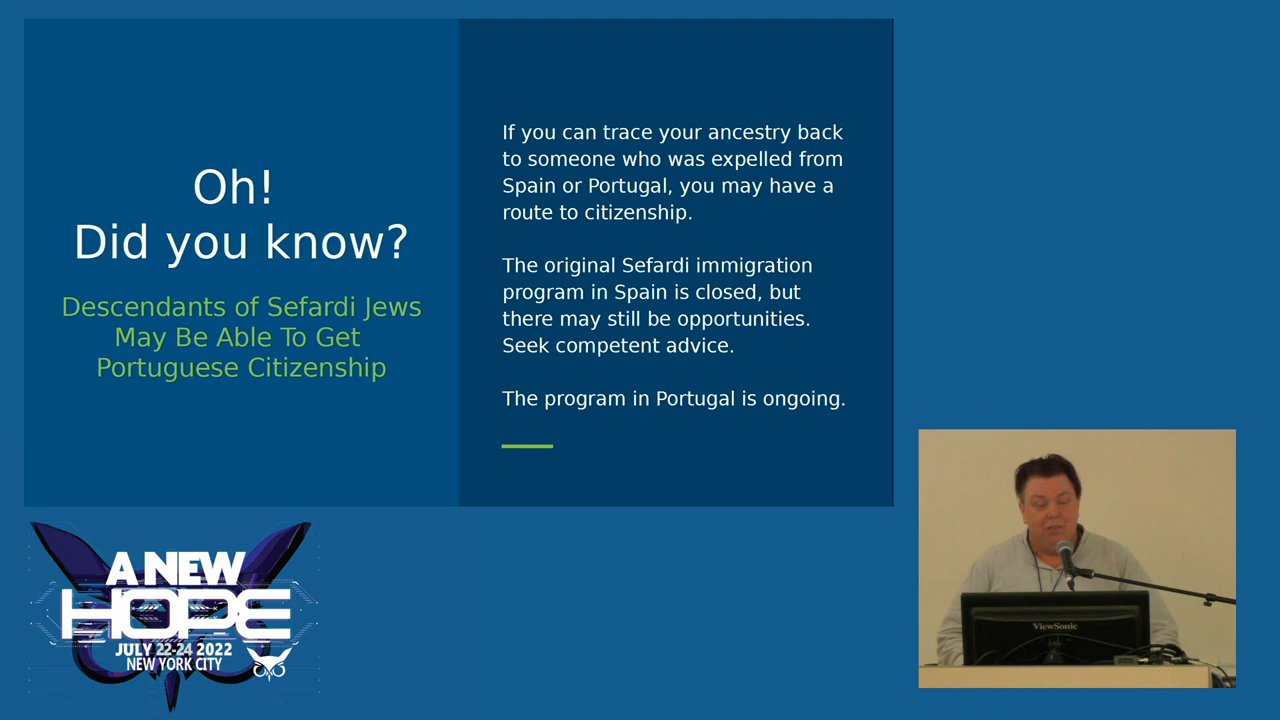 Oh!
Did you know?
Descendants of Sefardi Jews
May Be Able To Get
Portuguese Citizenship
If you can trace your ancestry back
to someone who was expelled from
Spain or Portugal, you may have a
route to citizenship.
The original Sefardi immigration
program in Spain is closed, but
there may still be opportunities.
Seek competent advice.
The program in Portugal is ongoing.
A NEW
HOPE
JULY 22-24 2022
NEW YORK CITY
ViewSonic